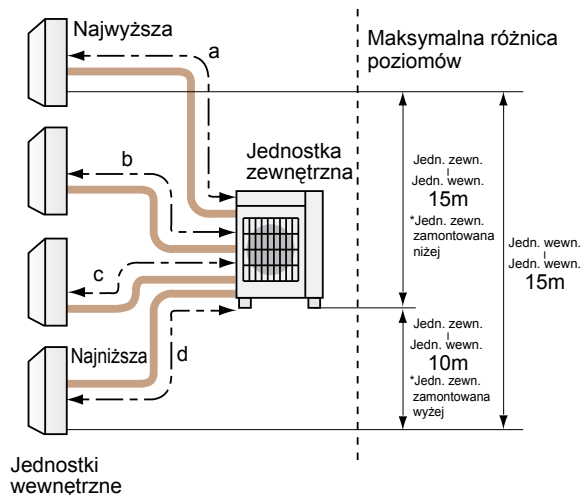 Najwyższa
a
b
c
Najniższa
d
Jednostka
zewnętrzna
Jednostki
wewnętrzne
Maksymalna różnica
poziomów
Jedn. zewn.
Jedn. wewn.
15m
*Jedn. zewn.
zamontowana
niżej
Jedn. zewn.
Jedn. wewn.
10m
*Jedn. zewn.
zamontowana
wyżej
Jedn. wewn.
Jedn. wewn.
15m